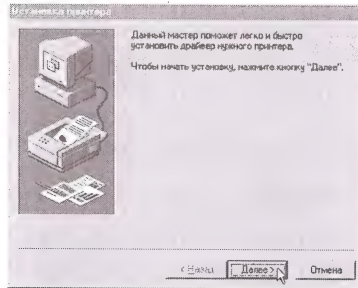 Установка принтера
Данный мастер поможет легко и быстро
установить драйвер нужного принтера.
Чтобы начать установку, нажмите кнопку "Далее".
< Назад
Далее >
Отмена